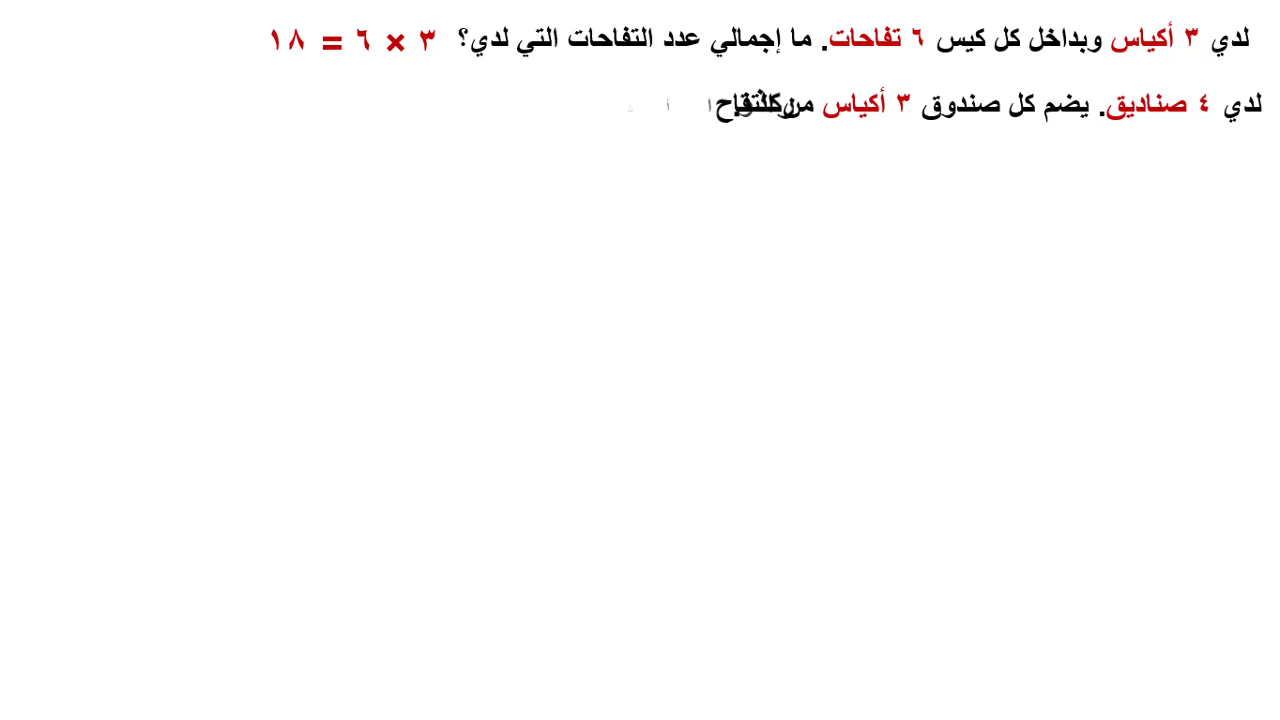 لدي ٣ أكياس وبداخل كل كيس ٦ تفاحات. ما إجمالي عدد التفاحات التي لدي؟ ٣ × ٦ = ١٨
لدي ٤ صناديق. يضم كل صندوق ٣ أكياس من